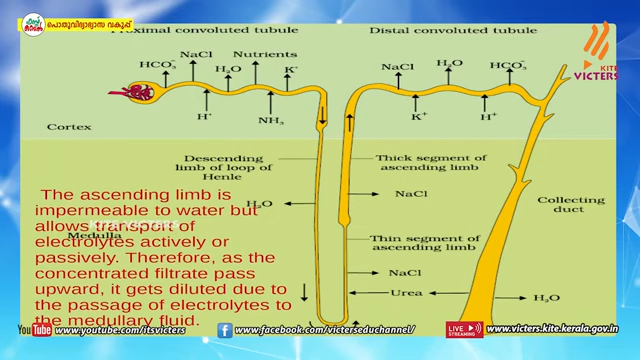 പൊതുവിദ്യാഭ്യാസ വകുപ്പ്
Proximal convoluted tubule
Distal convoluted tubule
KITE
VICTERS
HCO₃⁻
NaCl
H₂O
Nutrients
K⁺
H⁺
NH₃
NaCl
H₂O
HCO₃⁻
K⁺
H⁺
Cortex
Descending
limb of loop of
Henle
Thick segment of
ascending limb
H₂O
NaCl
Collecting
duct
Medulla
Thin segment of
ascending limb
NaCl
Urea
H₂O
The ascending limb is
impermeable to water but
allows transport of
electrolytes actively or
passively. Therefore, as the
concentrated filtrate pass
upward, it gets diluted due to
the passage of electrolytes to
the medullary fluid.
YouTube www.youtube.com/itsvicters
www.facebook.com/victerseduchannel/
LIVE
STREAMING
www.victers.kite.kerala.gov.in